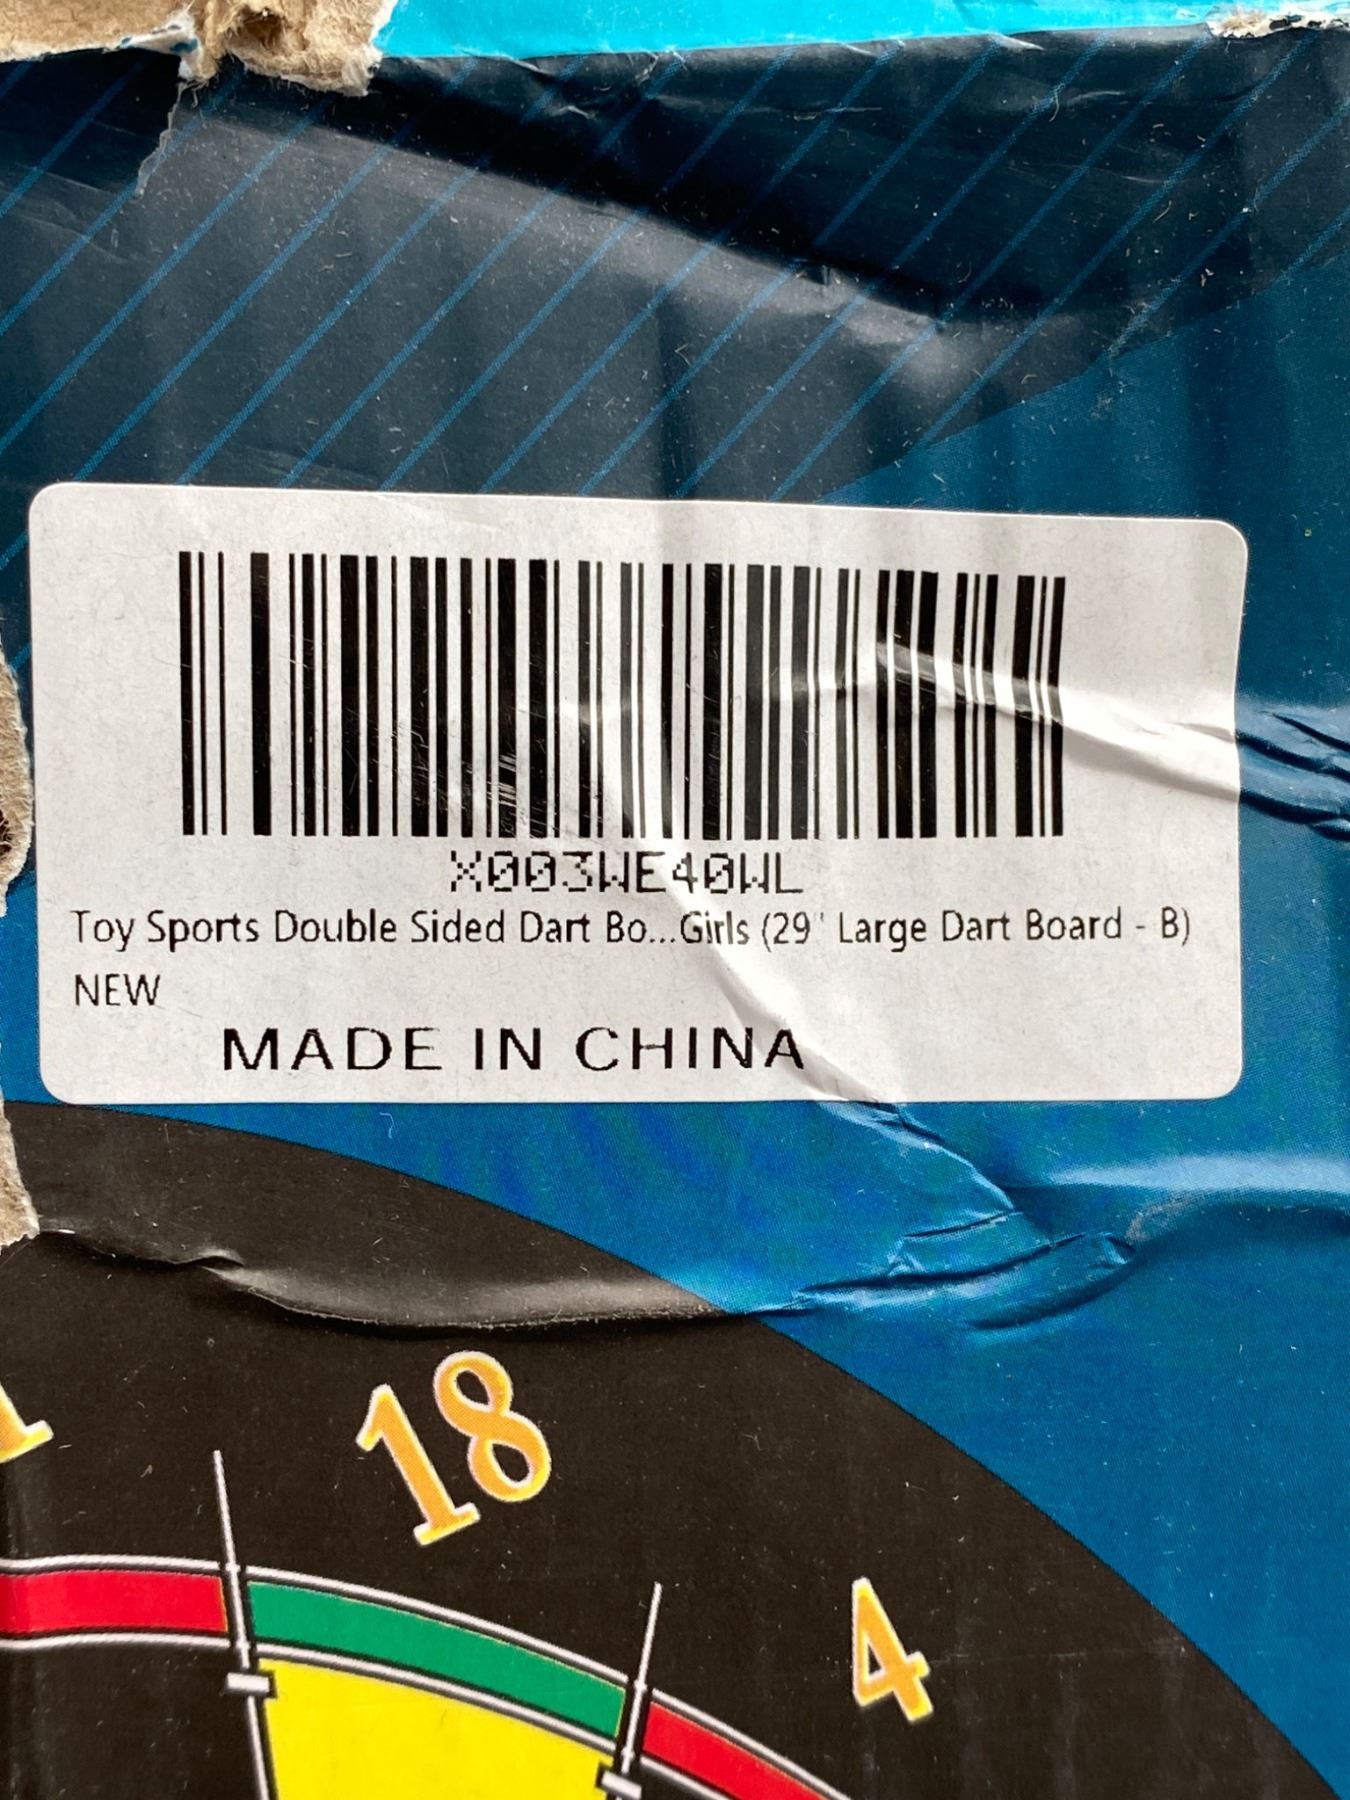 X003WE40WL
Toy Sports Double Sided Dart Bo...Girls (29" Large Dart Board - B)
NEW
MADE IN CHINA
18
4